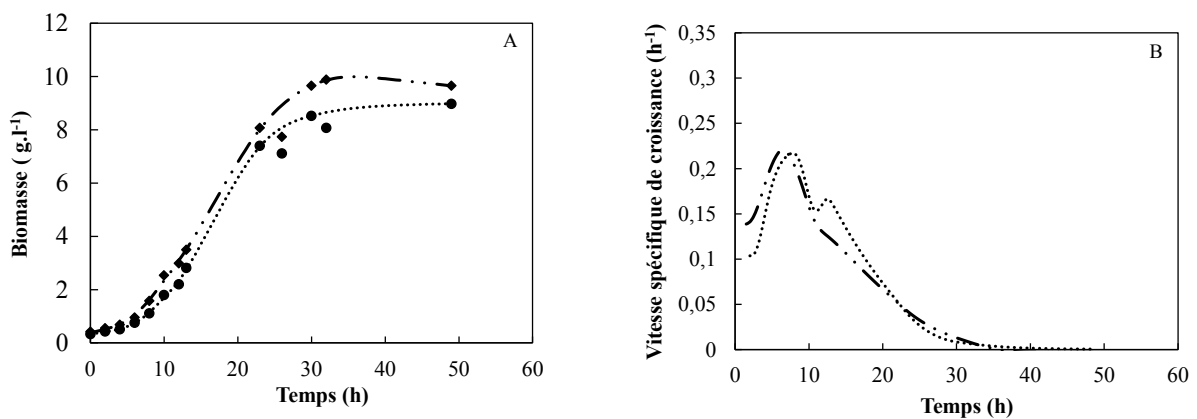 A
Biomasse ( g.l-1)
12
10
8
6
4
2
0
0 10 20 30 40 50 60
Temps (h)
B
Vitesse spécifique de croissance (h-1)
0,35
0,3
0,25
0,2
0,15
0,1
0,05
0
0 10 20 30 40 50 60
Temps (h)